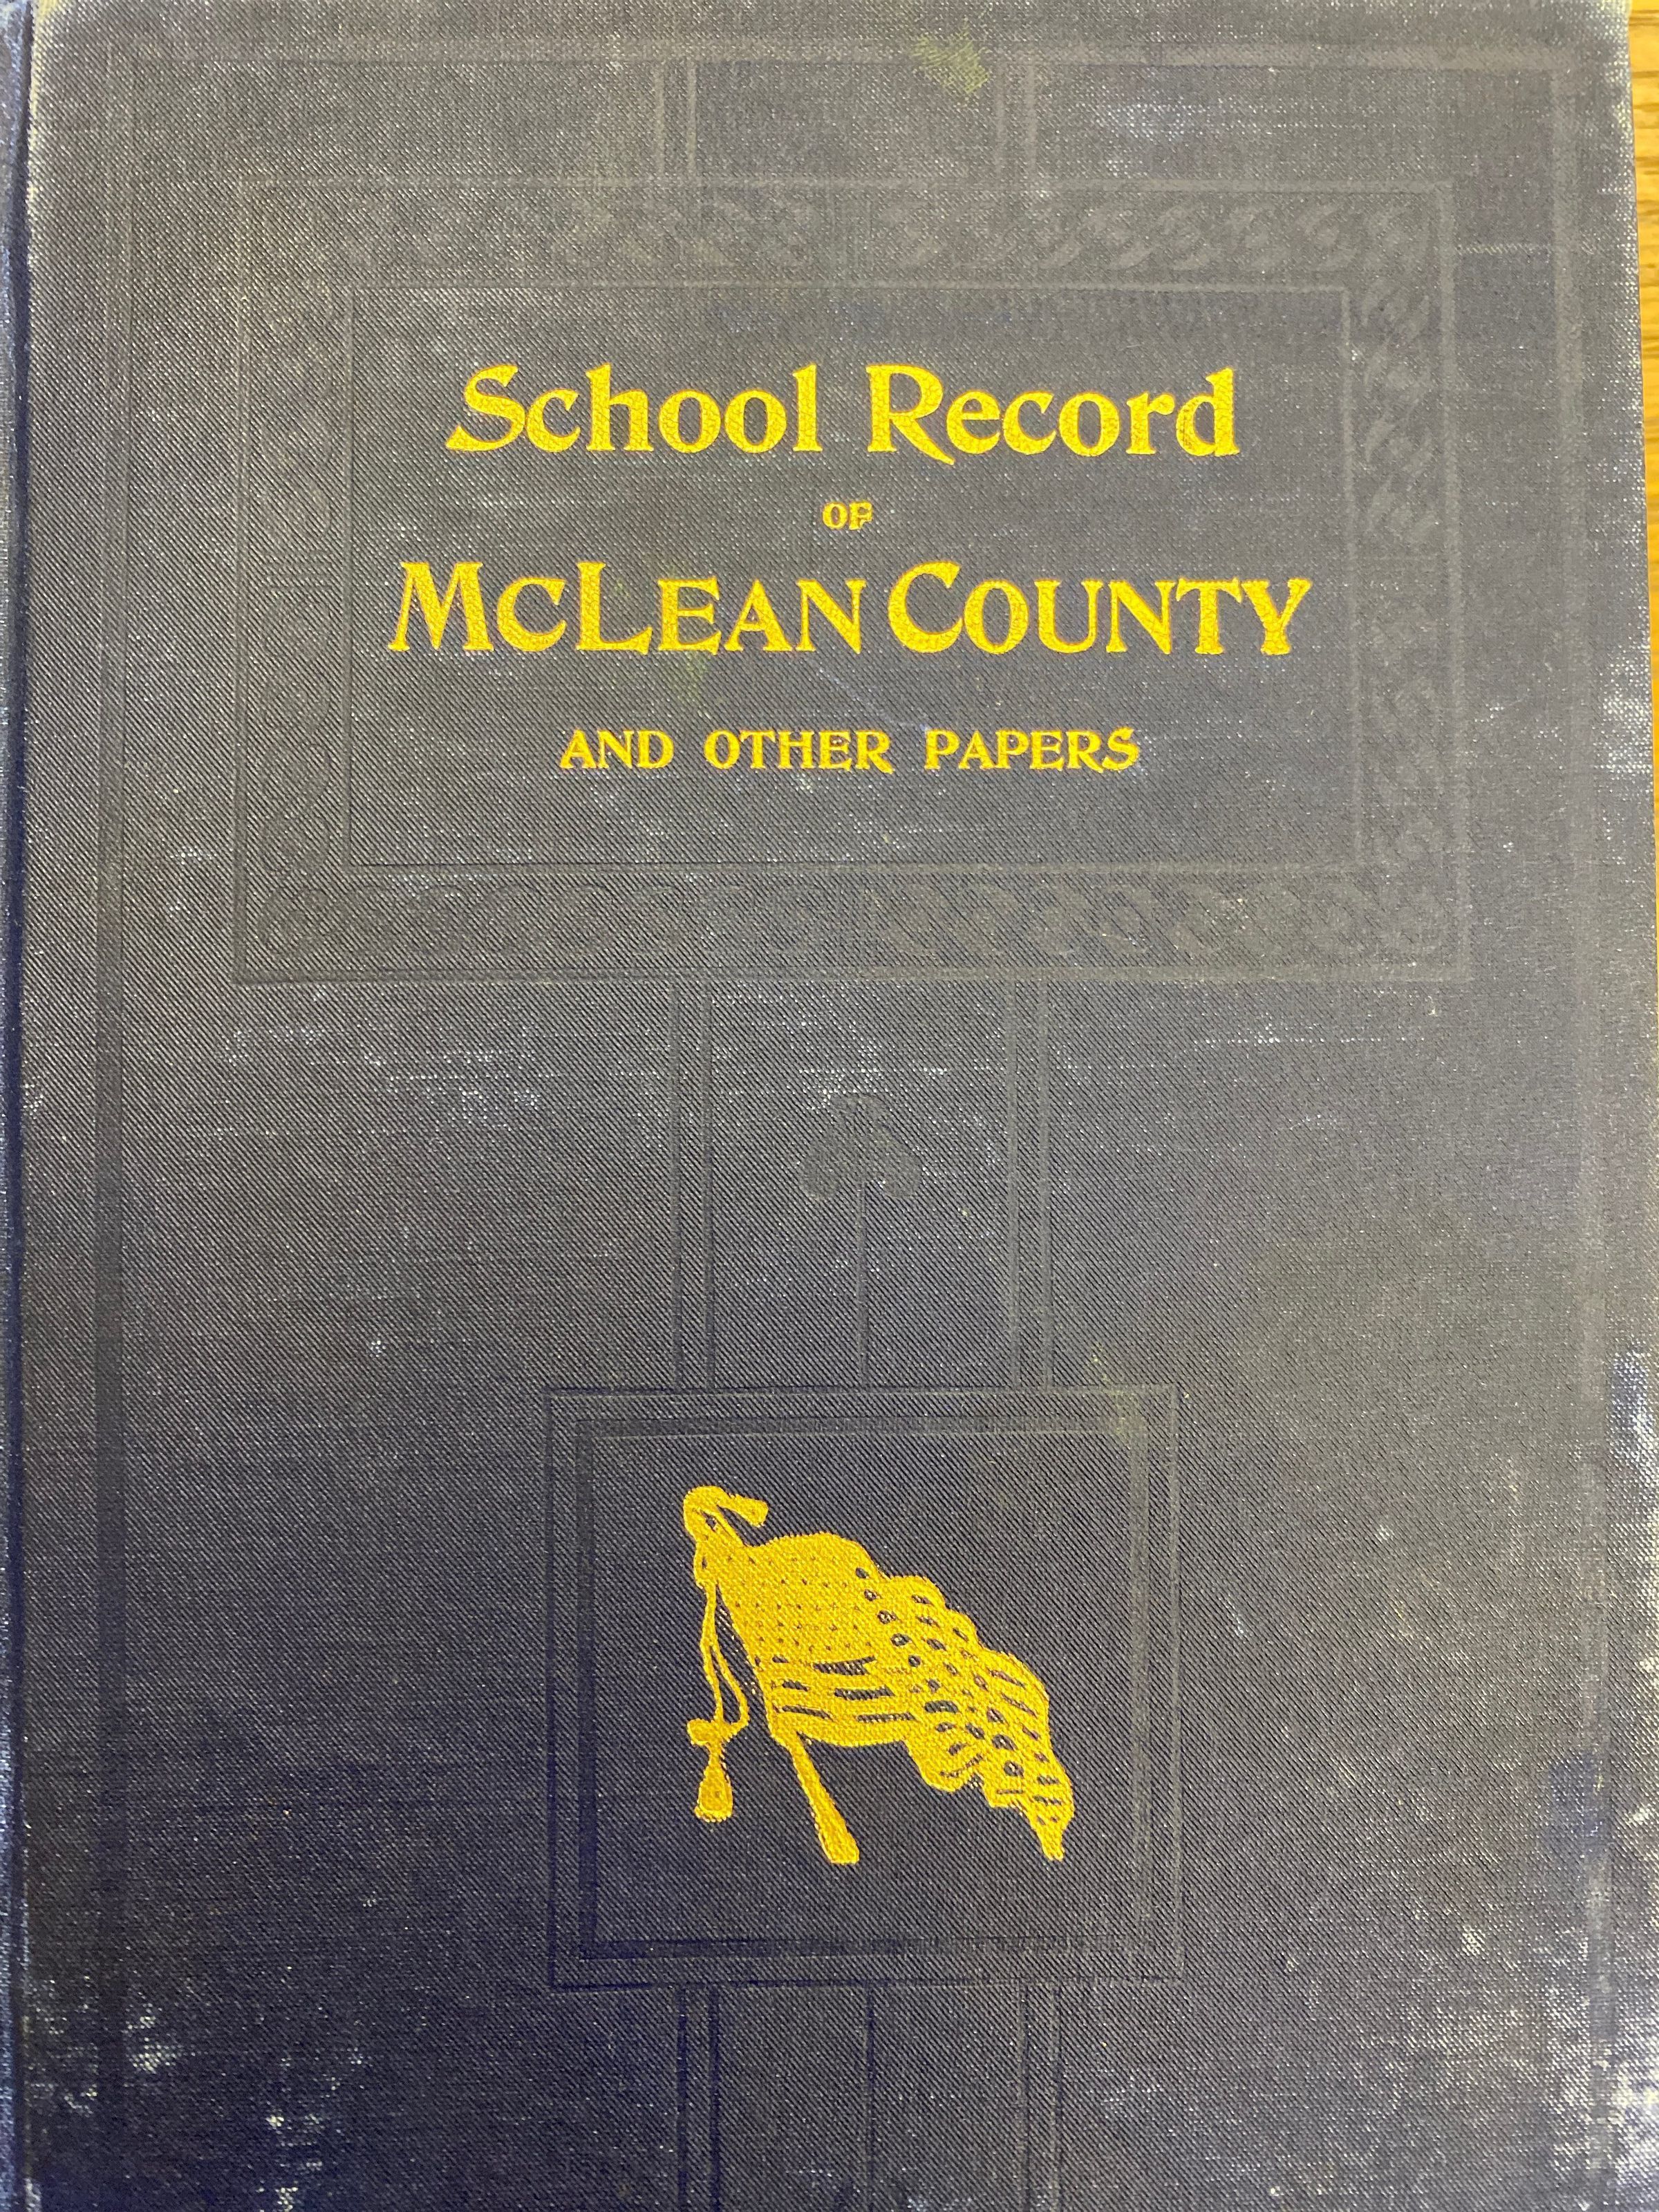 School Record
OF
McLEAN COUNTY
AND OTHER PAPERS